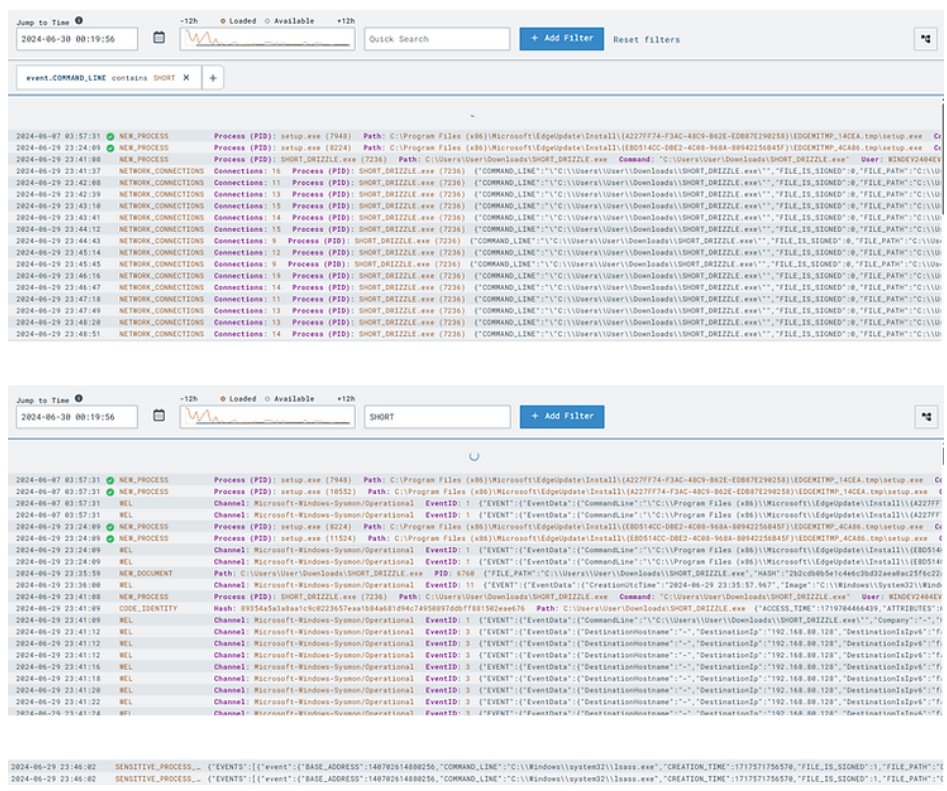 Jump to Time
-12h Loaded Available +12h
2024-06-30 00:19:56
Quick Search
+ Add Filter
Reset filters
event.COMMAND_LINE contains SHORT ✕ +
2024-06-07 03:57:31 NEW_PROCESS Process (PID): setup.exe (7948) Path: C:\Program Files (x86)\Microsoft\EdgeUpdate\Install\{A227FF74-F3AC-48C9-B62E-EDB87E290258}\EDGEMITMP_14CEA.tmp\setup.exe
2024-06-29 23:24:09 NEW_PROCESS Process (PID): setup.exe (8224) Path: C:\Program Files (x86)\Microsoft\EdgeUpdate\Install\{EBD514CC-DBE2-4C08-968A-80942256845F}\EDGEMITMP_4CA86.tmp\setup.exe
2024-06-29 23:41:08 NEW_PROCESS Process (PID): SHORT_DRIZZLE.exe (7236) Path: C:\Users\User\Downloads\SHORT_DRIZZLE.exe Command: "C:\Users\User\Downloads\SHORT_DRIZZLE.exe" User:
2024-06-29 23:41:37 NETWORK_CONNECTIONS Connections: 16 Process (PID): SHORT_DRIZZLE.exe (7236) {"COMMAND_LINE":"\"C:\\Users\\User\\Downloads\\SHORT_DRIZZLE.exe\"","FILE_IS_SIGNED":0,"FILE_PATH":"C:\\U
2024-06-29 23:42:08 NETWORK_CONNECTIONS Connections: 11 Process (PID): SHORT_DRIZZLE.exe (7236) {"COMMAND_LINE":"\"C:\\Users\\User\\Downloads\\SHORT_DRIZZLE.exe\"","FILE_IS_SIGNED":0,"FILE_PATH":"C:\\U
2024-06-29 23:42:39 NETWORK_CONNECTIONS Connections: 13 Process (PID): SHORT_DRIZZLE.exe (7236) {"COMMAND_LINE":"\"C:\\Users\\User\\Downloads\\SHORT_DRIZZLE.exe\"","FILE_IS_SIGNED":0,"FILE_PATH":"C:\\U
2024-06-29 23:43:10 NETWORK_CONNECTIONS Connections: 15 Process (PID): SHORT_DRIZZLE.exe (7236) {"COMMAND_LINE":"\"C:\\Users\\User\\Downloads\\SHORT_DRIZZLE.exe\"","FILE_IS_SIGNED":0,"FILE_PATH":"C:\\U
2024-06-29 23:43:41 NETWORK_CONNECTIONS Connections: 14 Process (PID): SHORT_DRIZZLE.exe (7236) {"COMMAND_LINE":"\"C:\\Users\\User\\Downloads\\SHORT_DRIZZLE.exe\"","FILE_IS_SIGNED":0,"FILE_PATH":"C:\\U
2024-06-29 23:44:12 NETWORK_CONNECTIONS Connections: 15 Process (PID): SHORT_DRIZZLE.exe (7236) {"COMMAND_LINE":"\"C:\\Users\\User\\Downloads\\SHORT_DRIZZLE.exe\"","FILE_IS_SIGNED":0,"FILE_PATH":"C:\\U
2024-06-29 23:44:43 NETWORK_CONNECTIONS Connections: 9 Process (PID): SHORT_DRIZZLE.exe (7236) {"COMMAND_LINE":"\"C:\\Users\\User\\Downloads\\SHORT_DRIZZLE.exe\"","FILE_IS_SIGNED":0,"FILE_PATH":"C:\\Us
2024-06-29 23:45:14 NETWORK_CONNECTIONS Connections: 12 Process (PID): SHORT_DRIZZLE.exe (7236) {"COMMAND_LINE":"\"C:\\Users\\User\\Downloads\\SHORT_DRIZZLE.exe\"","FILE_IS_SIGNED":0,"FILE_PATH":"C:\\U
2024-06-29 23:45:45 NETWORK_CONNECTIONS Connections: 9 Process (PID): SHORT_DRIZZLE.exe (7236) {"COMMAND_LINE":"\"C:\\Users\\User\\Downloads\\SHORT_DRIZZLE.exe\"","FILE_IS_SIGNED":0,"FILE_PATH":"C:\\Us
2024-06-29 23:46:16 NETWORK_CONNECTIONS Connections: 19 Process (PID): SHORT_DRIZZLE.exe (7236) {"COMMAND_LINE":"\"C:\\Users\\User\\Downloads\\SHORT_DRIZZLE.exe\"","FILE_IS_SIGNED":0,"FILE_PATH":"C:\\U
2024-06-29 23:46:47 NETWORK_CONNECTIONS Connections: 14 Process (PID): SHORT_DRIZZLE.exe (7236) {"COMMAND_LINE":"\"C:\\Users\\User\\Downloads\\SHORT_DRIZZLE.exe\"","FILE_IS_SIGNED":0,"FILE_PATH":"C:\\U
2024-06-29 23:47:18 NETWORK_CONNECTIONS Connections: 11 Process (PID): SHORT_DRIZZLE.exe (7236) {"COMMAND_LINE":"\"C:\\Users\\User\\Downloads\\SHORT_DRIZZLE.exe\"","FILE_IS_SIGNED":0,"FILE_PATH":"C:\\U
2024-06-29 23:47:49 NETWORK_CONNECTIONS Connections: 13 Process (PID): SHORT_DRIZZLE.exe (7236) {"COMMAND_LINE":"\"C:\\Users\\User\\Downloads\\SHORT_DRIZZLE.exe\"","FILE_IS_SIGNED":0,"FILE_PATH":"C:\\U
2024-06-29 23:48:20 NETWORK_CONNECTIONS Connections: 13 Process (PID): SHORT_DRIZZLE.exe (7236) {"COMMAND_LINE":"\"C:\\Users\\User\\Downloads\\SHORT_DRIZZLE.exe\"","FILE_IS_SIGNED":0,"FILE_PATH":"C:\\U
2024-06-29 23:48:51 NETWORK_CONNECTIONS Connections: 14 Process (PID): SHORT_DRIZZLE.exe (7236) {"COMMAND_LINE":"\"C:\\Users\\User\\Downloads\\SHORT_DRIZZLE.exe\"","FILE_IS_SIGNED":0,"FILE_PATH":"C:\\U
Jump to Time
-12h Loaded Available +12h
2024-06-30 00:19:56
SHORT
+ Add Filter
2024-06-07 03:57:31 NEW_PROCESS Process (PID): setup.exe (7948) Path: C:\Program Files (x86)\Microsoft\EdgeUpdate\Install\{A227FF74-F3AC-48C9-B62E-EDB87E290258}\EDGEMITMP_14CEA.tmp\setup.exe
2024-06-07 03:57:31 NEW_PROCESS Process (PID): setup.exe (10552) Path: C:\Program Files (x86)\Microsoft\EdgeUpdate\Install\{A227FF74-F3AC-48C9-B62E-EDB87E290258}\EDGEMITMP_14CEA.tmp\setup.exe
2024-06-07 03:57:31 WEL Channel: Microsoft-Windows-Sysmon/Operational EventID: 1 {"EVENT":{"EventData":{"CommandLine":"\"C:\\Program Files (x86)\\Microsoft\\EdgeUpdate\\Install\\{A227F
2024-06-07 03:57:31 WEL Channel: Microsoft-Windows-Sysmon/Operational EventID: 1 {"EVENT":{"EventData":{"CommandLine":"\"C:\\Program Files (x86)\\Microsoft\\EdgeUpdate\\Install\\{A227FF
2024-06-29 23:24:09 NEW_PROCESS Process (PID): setup.exe (8224) Path: C:\Program Files (x86)\Microsoft\EdgeUpdate\Install\{EBD514CC-DBE2-4C08-968A-80942256845F}\EDGEMITMP_4CA86.tmp\setup.exe
2024-06-29 23:24:09 NEW_PROCESS Process (PID): setup.exe (11524) Path: C:\Program Files (x86)\Microsoft\EdgeUpdate\Install\{EBD514CC-DBE2-4C08-968A-80942256845F}\EDGEMITMP_4CA86.tmp\setup.exe
2024-06-29 23:24:09 WEL Channel: Microsoft-Windows-Sysmon/Operational EventID: 1 {"EVENT":{"EventData":{"CommandLine":"\"C:\\Program Files (x86)\\Microsoft\\EdgeUpdate\\Install\\{EBD514
2024-06-29 23:24:09 WEL Channel: Microsoft-Windows-Sysmon/Operational EventID: 1 {"EVENT":{"EventData":{"CommandLine":"\"C:\\Program Files (x86)\\Microsoft\\EdgeUpdate\\Install\\{EBD514
2024-06-29 23:35:59 NEW_DOCUMENT Path: C:\Users\User\Downloads\SHORT_DRIZZLE.exe PID: 6760 {"FILE_PATH":"C:\\Users\\User\\Downloads\\SHORT_DRIZZLE.exe","HASH":
2024-06-29 23:36:00 WEL Channel: Microsoft-Windows-Sysmon/Operational EventID: 11 {"EVENT":{"EventData":{"CreationUtcTime":"2024-06-29 23:35:57.967","Image":"C:\\Windows\\System32\\Wind
2024-06-29 23:41:08 NEW_PROCESS Process (PID): SHORT_DRIZZLE.exe (7236) Path: C:\Users\User\Downloads\SHORT_DRIZZLE.exe Command: "C:\Users\User\Downloads\SHORT_DRIZZLE.exe" User:
2024-06-29 23:41:09 CODE_IDENTITY Hash: Path: C:\Users\User\Downloads\SHORT_DRIZZLE.exe {"ACCESS_TIME":1719704466439,"ATTRIBUTES":
2024-06-29 23:41:09 WEL Channel: Microsoft-Windows-Sysmon/Operational EventID: 1 {"EVENT":{"EventData":{"CommandLine":"\"C:\\Users\\User\\Downloads\\SHORT_DRIZZLE.exe\"","Company":"-","
2024-06-29 23:41:12 WEL Channel: Microsoft-Windows-Sysmon/Operational EventID: 3 {"EVENT":{"EventData":{"DestinationHostname":"-","DestinationIp":"192.168.80.128","DestinationIsIpv6":"f
2024-06-29 23:41:12 WEL Channel: Microsoft-Windows-Sysmon/Operational EventID: 3 {"EVENT":{"EventData":{"DestinationHostname":"-","DestinationIp":"192.168.80.128","DestinationIsIpv6":"f
2024-06-29 23:41:12 WEL Channel: Microsoft-Windows-Sysmon/Operational EventID: 3 {"EVENT":{"EventData":{"DestinationHostname":"-","DestinationIp":"192.168.80.128","DestinationIsIpv6":"f
2024-06-29 23:41:16 WEL Channel: Microsoft-Windows-Sysmon/Operational EventID: 3 {"EVENT":{"EventData":{"DestinationHostname":"-","DestinationIp":"192.168.80.128","DestinationIsIpv6":"f
2024-06-29 23:41:18 WEL Channel: Microsoft-Windows-Sysmon/Operational EventID: 3 {"EVENT":{"EventData":{"DestinationHostname":"-","DestinationIp":"192.168.80.128","DestinationIsIpv6":"f
2024-06-29 23:41:20 WEL Channel: Microsoft-Windows-Sysmon/Operational EventID: 3 {"EVENT":{"EventData":{"DestinationHostname":"-","DestinationIp":"192.168.80.128","DestinationIsIpv6":"f
2024-06-29 23:41:22 WEL Channel: Microsoft-Windows-Sysmon/Operational EventID: 3 {"EVENT":{"EventData":{"DestinationHostname":"-","DestinationIp":"192.168.80.128","DestinationIsIpv6":"f
2024-06-29 23:41:24 WEL Channel: Microsoft-Windows-Sysmon/Operational EventID: 3 {"EVENT":{"EventData":{"DestinationHostname":"-","DestinationIp":"192.168.80.128","DestinationIsIpv6":"f
2024-06-29 23:46:02 SENSITIVE_PROCESS_… {"EVENTS":[{"event":{"BASE_ADDRESS":140702614880256,"COMMAND_LINE":"C:\\Windows\\system32\\lsass.exe","CREATION_TIME":1717571756570,"FILE_IS_SIGNED":1,"FILE_PATH":"C
2024-06-29 23:46:02 SENSITIVE_PROCESS_… {"EVENTS":[{"event":{"BASE_ADDRESS":140702614880256,"COMMAND_LINE":"C:\\Windows\\system32\\lsass.exe","CREATION_TIME":1717571756570,"FILE_IS_SIGNED":1,"FILE_PATH":"C